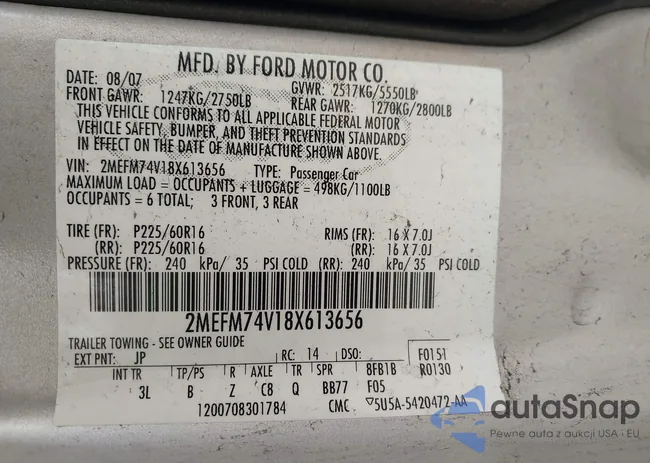 MFD. BY FORD MOTOR CO.
DATE: 08/07 GVWR: 2517KG/5550LB
FRONT GAWR: 1247KG/2750LB REAR GAWR: 1270KG/2800LB
THIS VEHICLE CONFORMS TO ALL APPLICABLE FEDERAL MOTOR
VEHICLE SAFETY, BUMPER, AND THEFT PREVENTION STANDARDS
IN EFFECT ON THE DATE OF MANUFACTURE SHOWN ABOVE.
VIN: 2MEFM74V18X613656 TYPE: Passenger Car
MAXIMUM LOAD = OCCUPANTS + LUGGAGE = 498KG/1100LB
OCCUPANTS = 6 TOTAL; 3 FRONT, 3 REAR
TIRE (FR): P225/60R16 RIMS (FR): 16 X 7.0J
(RR): P225/60R16 (RR): 16 X 7.0J
PRESSURE (FR): 240 kPa/ 35 PSI COLD (RR): 240 kPa/ 35 PSI COLD
2MEFM74V18X613656
TRAILER TOWING - SEE OWNER GUIDE
EXT PNT: JP RC: 14 DSO: F0151
INT TR TP/PS R AXLE TR SPR 8FB1B R0130
3L B Z C8 Q BB77 F05
1200708301784 CMC ▽5U5A-5420472-AA
autoSnap
Pewne auta z aukcji USA i EU